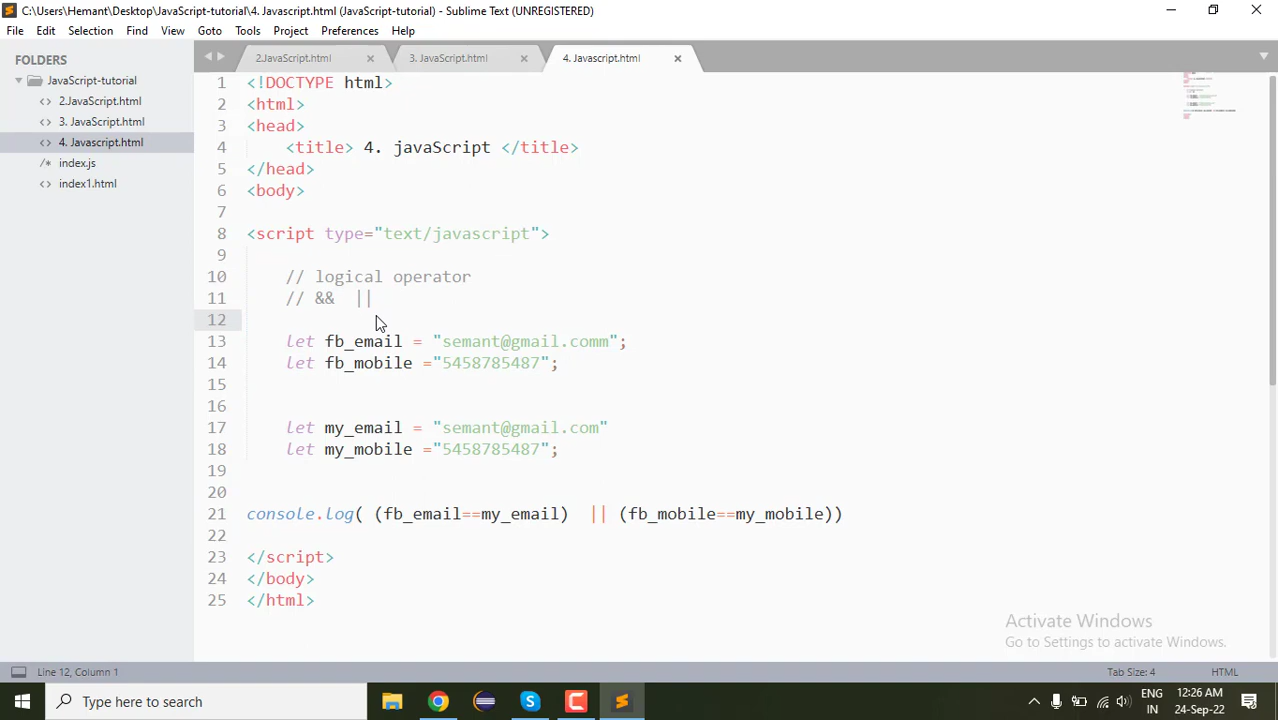 C:\Users\Hemant\Desktop\JavaScript-tutorial\4. Javascript.html (JavaScript-tutorial) - Sublime Text (UNREGISTERED)
File Edit Selection Find View Goto Tools Project Preferences Help
FOLDERS
JavaScript-tutorial
2.JavaScript.html
3. JavaScript.html
4. Javascript.html
index.js
index1.html
2.JavaScript.html 3. JavaScript.html 4. Javascript.html
1 <!DOCTYPE html>
2 <html>
3 <head>
4 <title> 4. javaScript </title>
5 </head>
6 <body>
7
8 <script type="text/javascript">
9
10 // logical operator
11 // && ||
12
13 let fb_email = "semant@gmail.comm";
14 let fb_mobile ="5458785487";
15
16
17 let my_email = "semant@gmail.com"
18 let my_mobile ="5458785487";
19
20
21 console.log( (fb_email==my_email) || (fb_mobile==my_mobile))
22
23 </script>
24 </body>
25 </html>
Activate Windows
Go to Settings to activate Windows.
Line 12, Column 1 Tab Size: 4 HTML
Type here to search
ENG
IN
12:26 AM
24-Sep-22